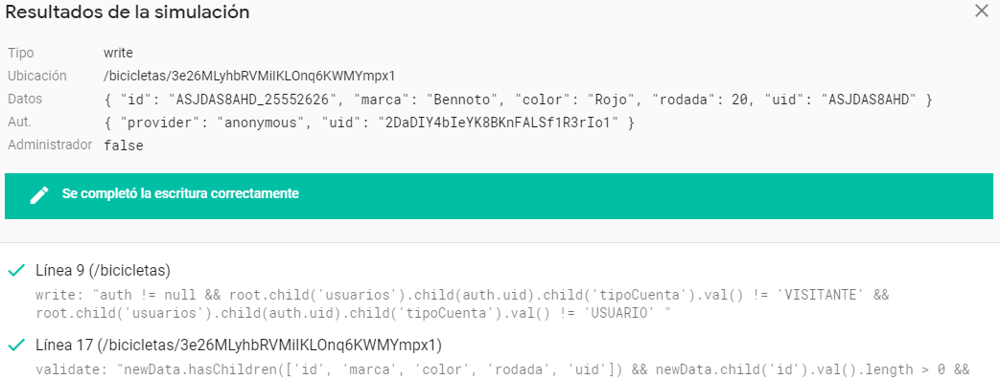 Resultados de la simulación
Tipo write
Ubicación /bicicletas/3e26MLyhbRVMiIKLOnq6KWMYmpx1
Datos { "id": "ASJDAS8AHD_25552626", "marca": "Bennoto", "color": "Rojo", "rodada": 20, "uid": "ASJDAS8AHD" }
Aut. { "provider": "anonymous", "uid": "2DaDIY4bIeYK8BKnFALSf1R3rIo1" }
Administrador false
Se completó la escritura correctamente
Línea 9 (/bicicletas)
write: "auth != null && root.child('usuarios').child(auth.uid).child('tipoCuenta').val() != 'VISITANTE' &&
root.child('usuarios').child(auth.uid).child('tipoCuenta').val() != 'USUARIO' "
Línea 17 (/bicicletas/3e26MLyhbRVMiIKLOnq6KWMYmpx1)
validate: "newData.hasChildren(['id', 'marca', 'color', 'rodada', 'uid']) && newData.child('id').val().length > 0 &&